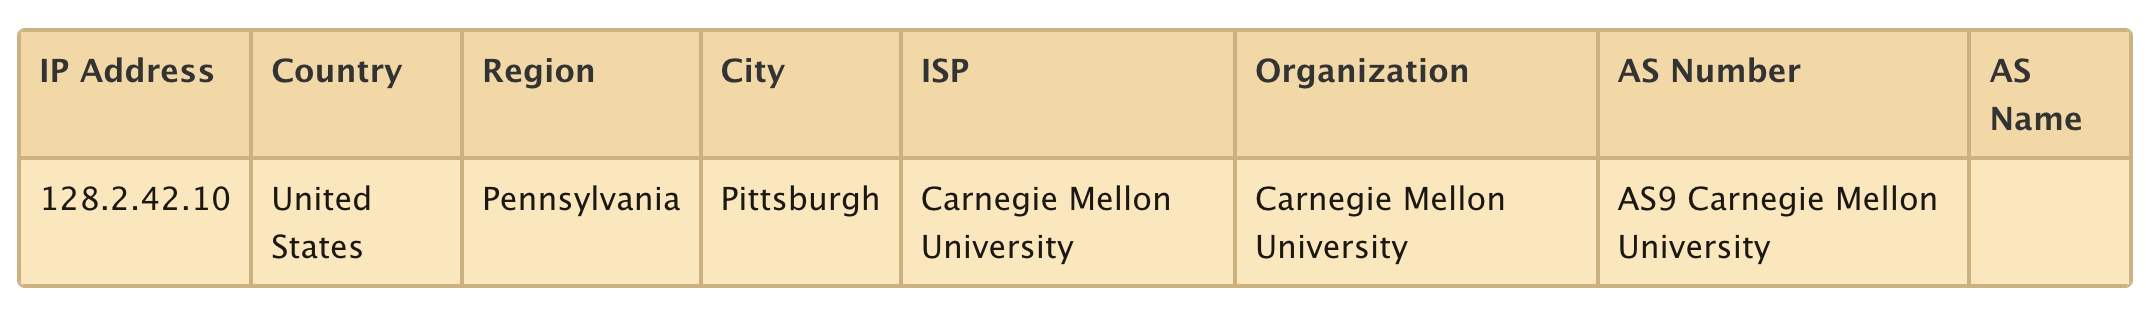 IP Address Country Region City ISP Organization AS Number AS
Name
128.2.42.10 United Pennsylvania Pittsburgh Carnegie Mellon Carnegie Mellon AS9 Carnegie Mellon
States University University University